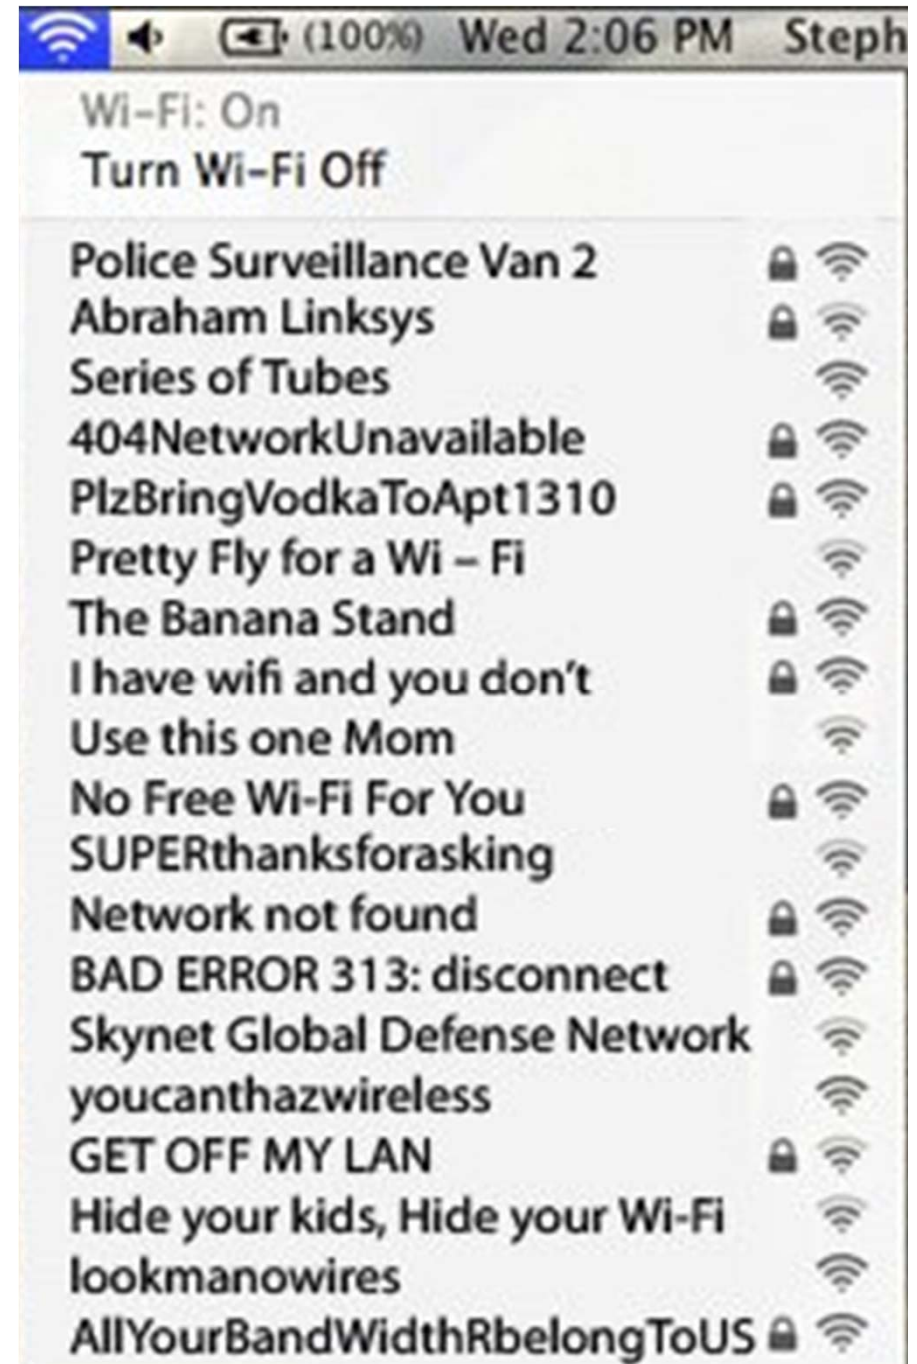 (100%) Wed 2:06 PM Steph
Wi-Fi: On
Turn Wi-Fi Off
Police Surveillance Van 2
Abraham Linksys
Series of Tubes
404NetworkUnavailable
PlzBringVodkaToApt1310
Pretty Fly for a Wi – Fi
The Banana Stand
I have wifi and you don't
Use this one Mom
No Free Wi-Fi For You
SUPERthanksforasking
Network not found
BAD ERROR 313: disconnect
Skynet Global Defense Network
youcanthazwireless
GET OFF MY LAN
Hide your kids, Hide your Wi-Fi
lookmanowires
AllYourBandWidthRbelongToUS